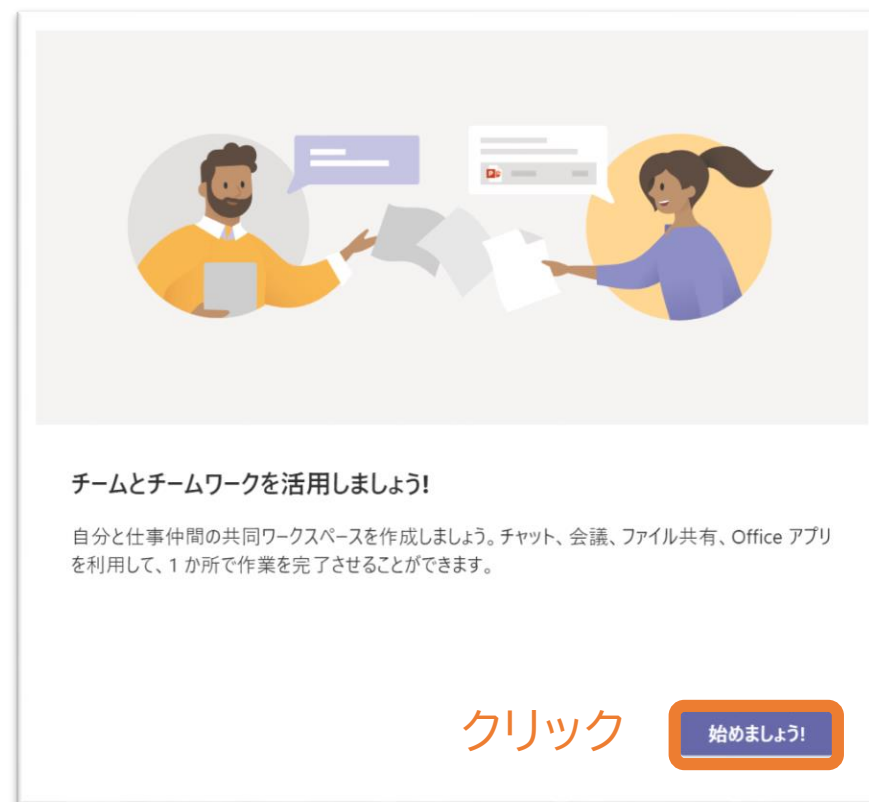 チームとチームワークを活用しましょう!
自分と仕事仲間の共同ワークスペースを作成しましょう。チャット、会議、ファイル共有、Office アプリ
を利用して、1 か所で作業を完了させることができます。
クリック
始めましょう!